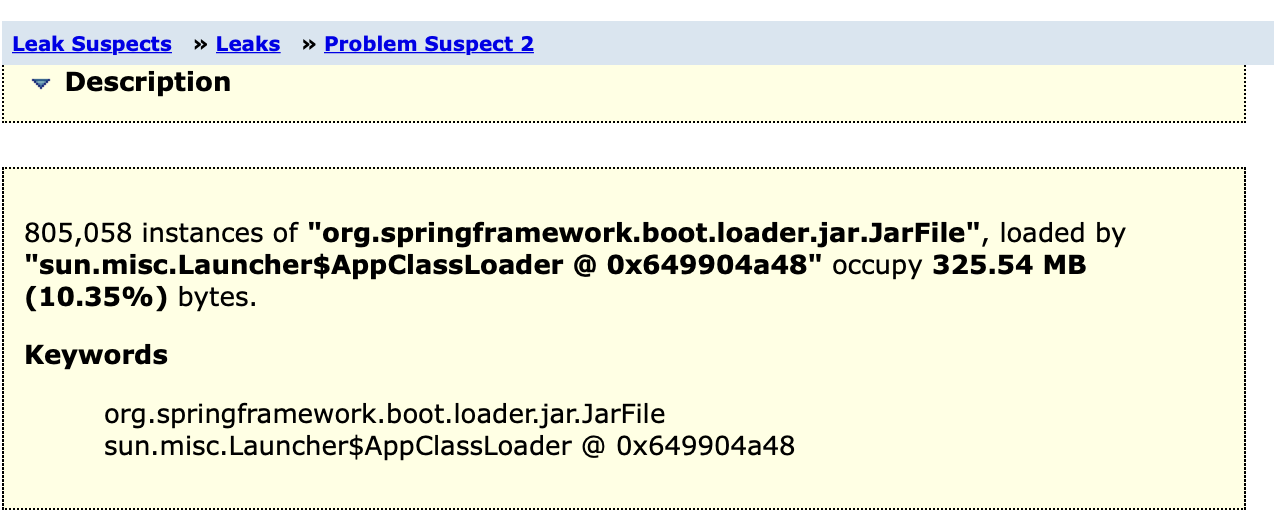 Leak Suspects » Leaks » Problem Suspect 2
Description
805,058 instances of "org.springframework.boot.loader.jar.JarFile", loaded by
"sun.misc.Launcher$AppClassLoader @ 0x649904a48" occupy 325.54 MB
(10.35%) bytes.
Keywords
org.springframework.boot.loader.jar.JarFile
sun.misc.Launcher$AppClassLoader @ 0x649904a48